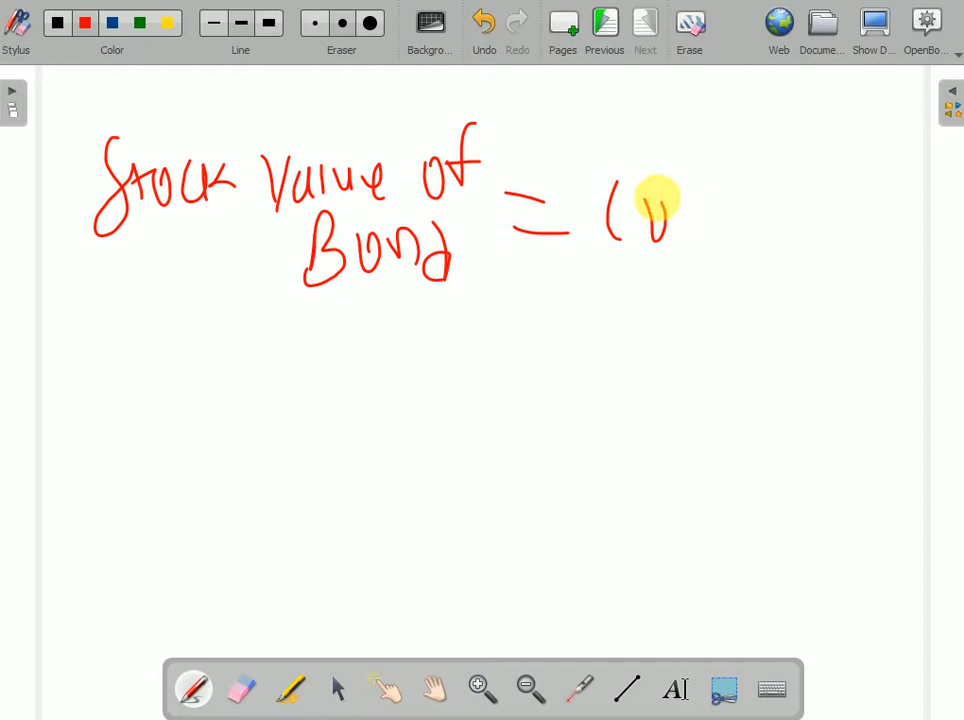 Stylus
Color
Line
Eraser
Backgro...
Undo
Redo
Pages
Previous
Next
Erase
Web
Docume...
Show D...
OpenBo...
Stock Value of
Bond
= (